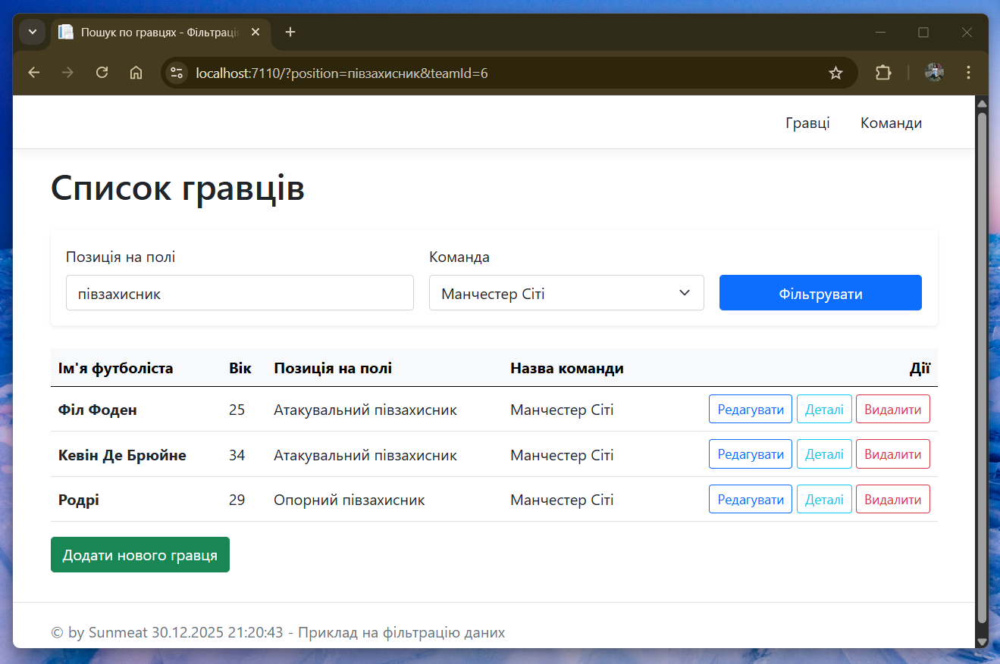 Пошук по гравцях - Фільтраці
localhost:7110/?position=півзахисник&teamId=6
Гравці Команди
Список гравців
Позиція на полі Команда
півзахисник Манчестер Сіті Фільтрувати
Ім'я футболіста Вік Позиція на полі Назва команди Дії
Філ Фоден 25 Атакувальний півзахисник Манчестер Сіті Редагувати Деталі Видалити
Кевін Де Брюйне 34 Атакувальний півзахисник Манчестер Сіті Редагувати Деталі Видалити
Родрі 29 Опорний півзахисник Манчестер Сіті Редагувати Деталі Видалити
Додати нового гравця
© by Sunmeat 30.12.2025 21:20:43 - Приклад на фільтрацію даних